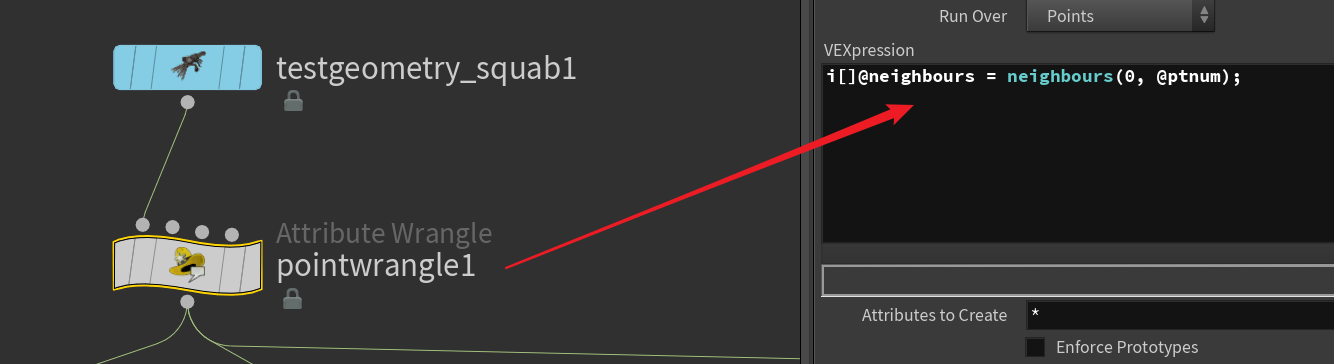 Run Over Points
testgeometry_squab1
VEXpression
i[]@neighbours = neighbours(0, @ptnum);
Attribute Wrangle
pointwrangle1
Attributes to Create *
Enforce Prototypes